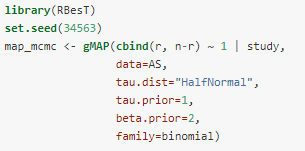 library(RBesT)
set.seed(34563)
map_mcmc <- gMAP(cbind(r, n-r) ~ 1 | study,
data=AS,
tau.dist="HalfNormal",
tau.prior=1,
beta.prior=2,
family=binomial)